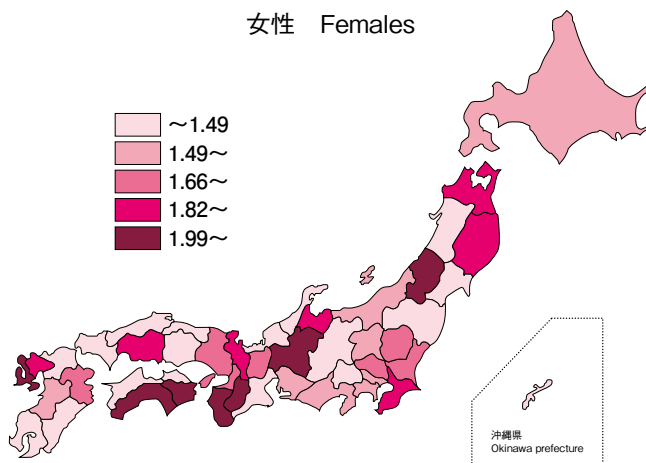 女性　Females
～1.49
1.49～
1.66～
1.82～
1.99～
沖縄県
Okinawa prefecture